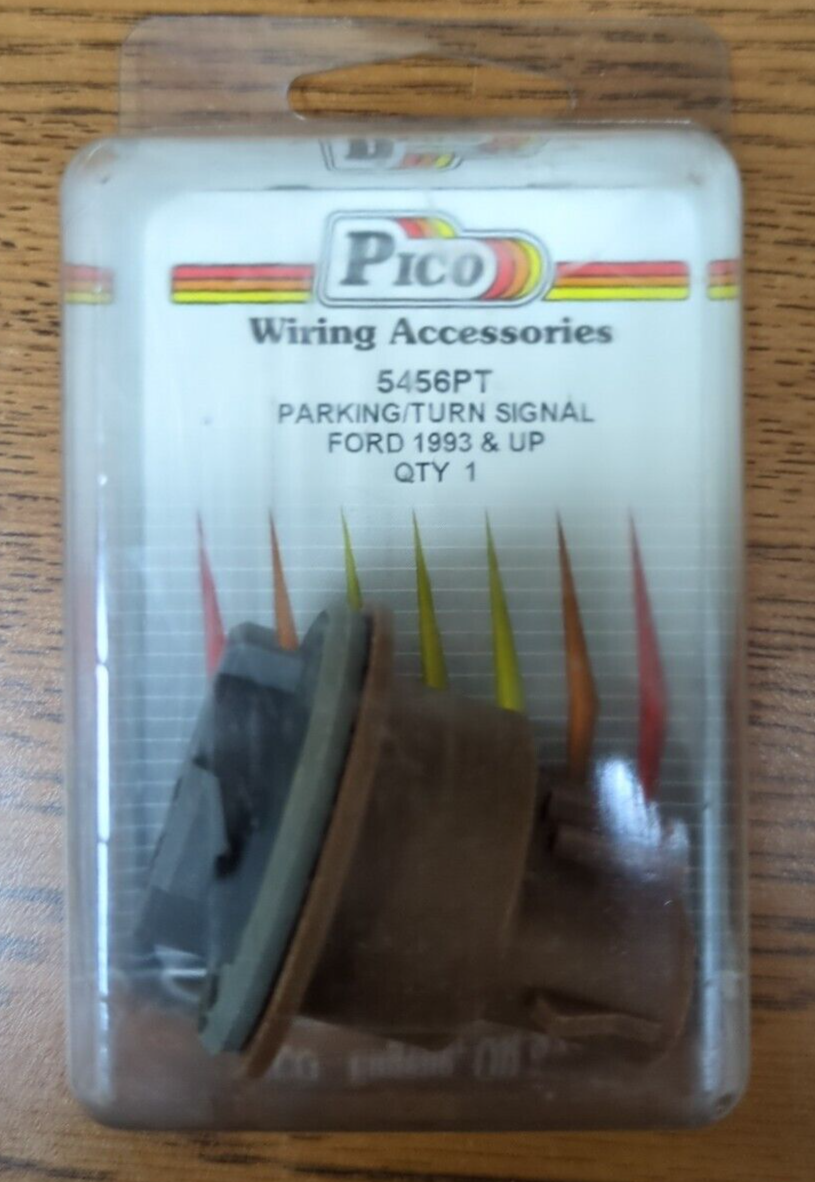 PICO
Wiring Accessories
5456PT
PARKING/TURN SIGNAL
FORD 1993 & UP
QTY 1